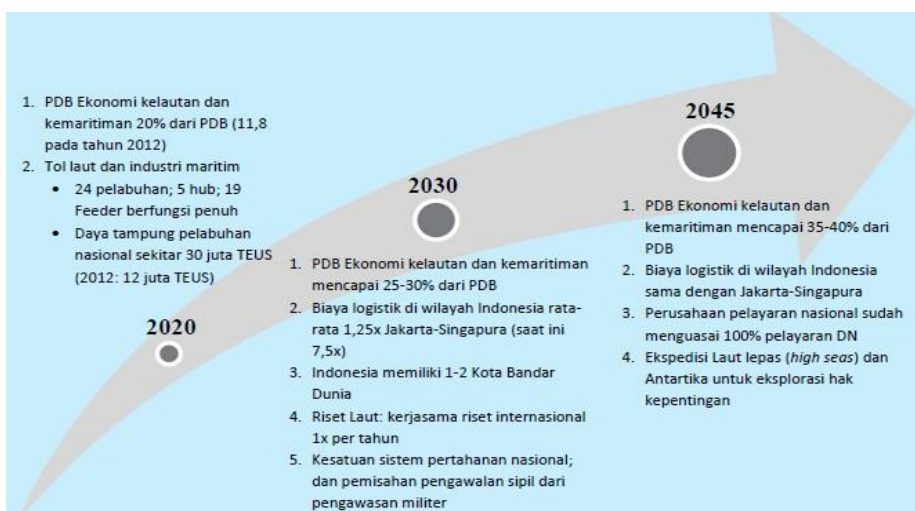 1. PDB Ekonomi kelautan dan
kemaritiman 20% dari PDB (11,8
pada tahun 2012)
2. Tol laut dan industri maritim
• 24 pelabuhan; 5 hub; 19
Feeder berfungsi penuh
• Daya tampung pelabuhan
nasional sekitar 30 juta TEUS
(2012: 12 juta TEUS)
2020
2030
1. PDB Ekonomi kelautan dan kemaritiman
mencapai 25-30% dari PDB
2. Biaya logistik di wilayah Indonesia rata-
rata 1,25x Jakarta-Singapura (saat ini
7,5x)
3. Indonesia memiliki 1-2 Kota Bandar
Dunia
4. Riset Laut: kerjasama riset internasional
1x per tahun
5. Kesatuan sistem pertahanan nasional;
dan pemisahan pengawalan sipil dari
pengawasan militer
2045
1. PDB Ekonomi kelautan dan
kemaritiman mencapai 35-40% dari
PDB
2. Biaya logistik di wilayah Indonesia
sama dengan Jakarta-Singapura
3. Perusahaan pelayaran nasional sudah
menguasai 100% pelayaran DN
4. Ekspedisi Laut lepas (high seas) dan
Antartika untuk eksplorasi hak
kepentingan